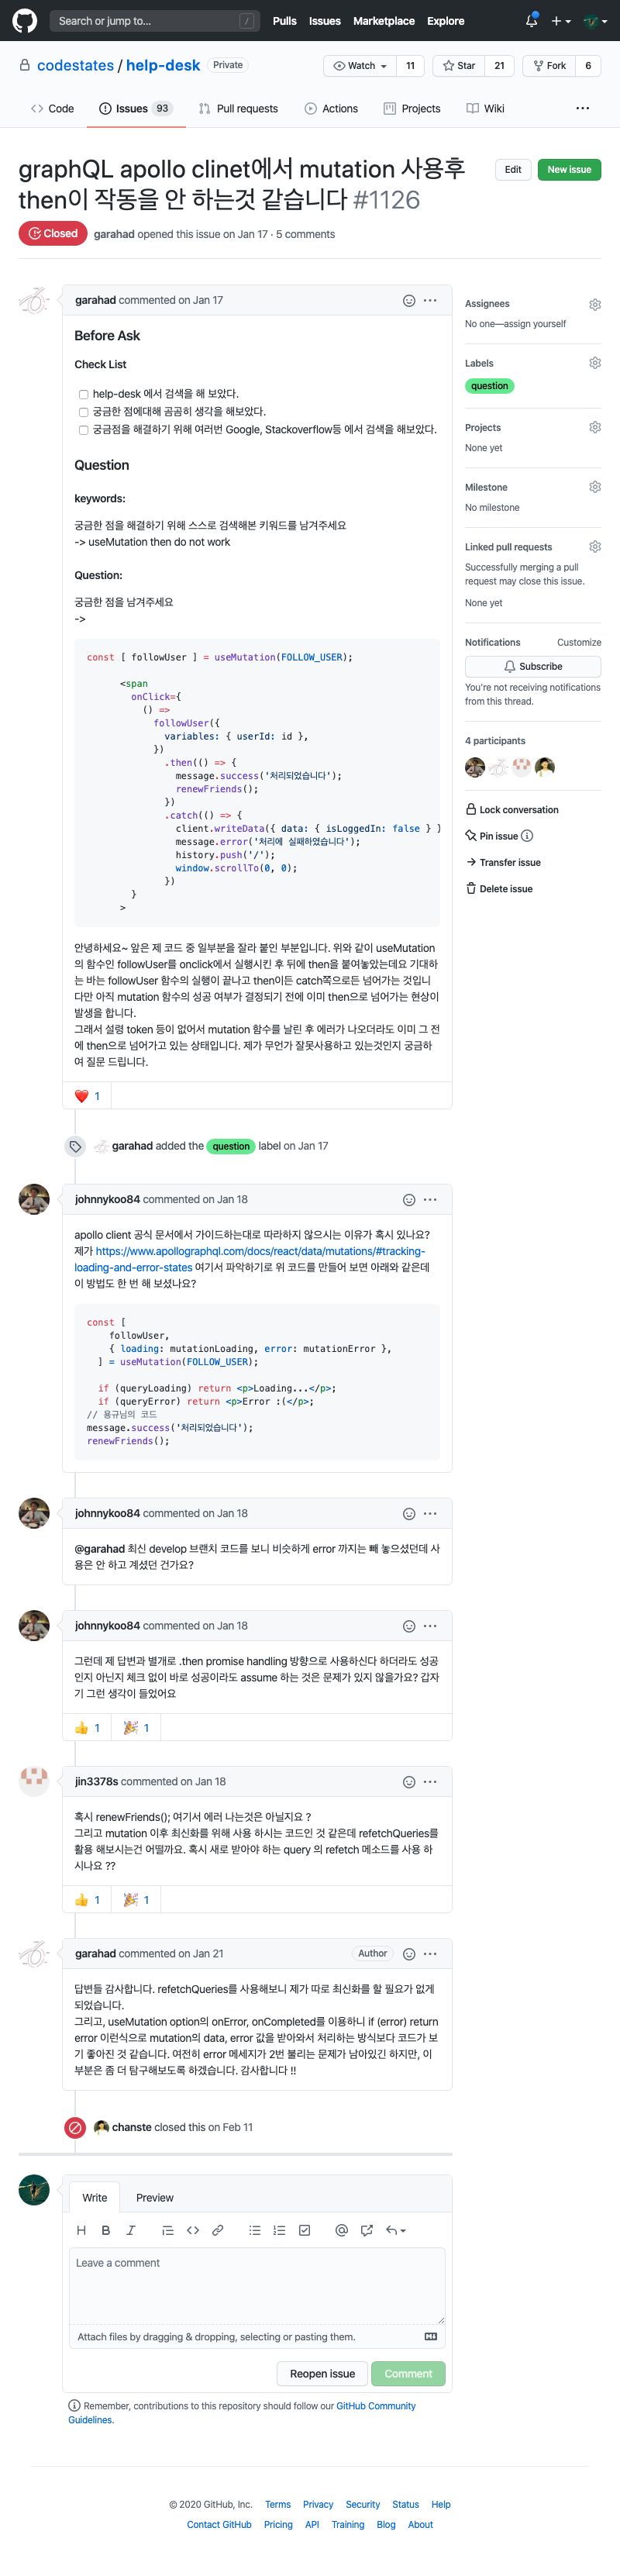 Search or jump to...
/
Pulls
Issues
Marketplace
Explore
codestates / help-desk
Private
Watch
11
Star
21
Fork
6
Code
Issues 93
Pull requests
Actions
Projects
Wiki
graphQL apollo clinet에서 mutation 사용후
then이 작동을 안 하는것 같습니다 #1126
Edit
New issue
Closed
garahad opened this issue on Jan 17 · 5 comments
garahad commented on Jan 17
Before Ask
Check List
help-desk 에서 검색을 해 보았다.
궁금한 점에대해 곰곰히 생각을 해보았다.
궁금점을 해결하기 위해 여러번 Google, Stackoverflow등 에서 검색을 해보았다.
Question
keywords:
궁금한 점을 해결하기 위해 스스로 검색해본 키워드를 남겨주세요
-> useMutation then do not work
Question:
궁금한 점을 남겨주세요
->
const [ followUser ] = useMutation(FOLLOW_USER);
<span
onClick={
() =>
followUser({
variables: { userId: id },
})
.then(() => {
message.success('처리되었습니다');
renewFriends();
})
.catch(() => {
client.writeData({ data: { isLoggedIn: false } ]
message.error('처리에 실패하였습니다');
history.push('/');
window.scrollTo(0, 0);
})
}
>
안녕하세요~ 앞은 제 코드 중 일부분을 잘라 붙인 부분입니다. 위와 같이 useMutation
의 함수인 followUser를 onclick에서 실행시킨 후 뒤에 then을 붙여놓았는데요 기대하
는 바는 followUser 함수의 실행이 끝나고 then이든 catch쪽으로든 넘어가는 것입니
다만 아직 mutation 함수의 성공 여부가 결정되기 전에 이미 then으로 넘어가는 현상이
발생을 합니다.
그래서 설령 token 등이 없어서 mutation 함수를 날린 후 에러가 나오더라도 이미 그 전
에 then으로 넘어가고 있는 상태입니다. 제가 무언가 잘못사용하고 있는것인지 궁금하
여 질문 드립니다.
1
garahad added the question label on Jan 17
johnnykoo84 commented on Jan 18
apollo client 공식 문서에서 가이드하는대로 따라하지 않으시는 이유가 혹시 있나요?
제가 https://www.apollographql.com/docs/react/data/mutations/#tracking-
loading-and-error-states 여기서 파악하기로 위 코드를 만들어 보면 아래와 같은데
이 방법도 한 번 해 보셨나요?
const [
followUser,
{ loading: mutationLoading, error: mutationError },
] = useMutation(FOLLOW_USER);
if (queryLoading) return <p>Loading...</p>;
if (queryError) return <p>Error :(</p>;
// 용규님의 코드
message.success('처리되었습니다');
renewFriends();
johnnykoo84 commented on Jan 18
@garahad 최신 develop 브랜치 코드를 보니 비슷하게 error 까지는 빼 놓으셨던데 사
용은 안 하고 계셨던 건가요?
johnnykoo84 commented on Jan 18
그런데 제 답변과 별개로 .then promise handling 방향으로 사용하신다 하더라도 성공
인지 아닌지 체크 없이 바로 성공이라도 assume 하는 것은 문제가 있지 않을가요? 갑자
기 그런 생각이 들었어요
1
1
jin3378s commented on Jan 18
혹시 renewFriends(); 여기서 에러 나는것은 아닐지요 ?
그리고 mutation 이후 최신화를 위해 사용 하시는 코드인 것 같은데 refetchQueries를
활용 해보시는건 어떨까요. 혹시 새로 받아야 하는 query 의 refetch 메소드를 사용 하
시나요 ??
1
1
garahad commented on Jan 21
Author
답변들 감사합니다. refetchQueries를 사용해보니 제가 따로 최신화를 할 필요가 없게
되었습니다.
그리고, useMutation option의 onError, onCompleted를 이용하니 if (error) return
error 이런식으로 mutation의 data, error 값을 받아와서 처리하는 방식보다 코드가 보
기 좋아진 것 같습니다. 여전히 error 메세지가 2번 불리는 문제가 남아있긴 하지만, 이
부분은 좀 더 탐구해보도록 하겠습니다. 감사합니다 !!
chanste closed this on Feb 11
Write
Preview
Leave a comment
Attach files by dragging & dropping, selecting or pasting them.
Reopen issue
Comment
Remember, contributions to this repository should follow our GitHub Community
Guidelines.
Assignees
No one—assign yourself
Labels
question
Projects
None yet
Milestone
No milestone
Linked pull requests
Successfully merging a pull
request may close this issue.
None yet
Notifications
Customize
Subscribe
You're not receiving notifications
from this thread.
4 participants
Lock conversation
Pin issue
Transfer issue
Delete issue
© 2020 GitHub, Inc.
Terms
Privacy
Security
Status
Help
Contact GitHub
Pricing
API
Training
Blog
About